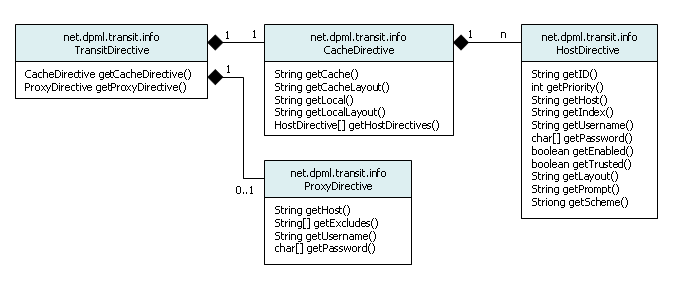 net.dpml.transit.info
TransitDirective
CacheDirective getCacheDirective()
ProxyDirective getProxyDirective()
1
1
1
0..1
net.dpml.transit.info
CacheDirective
String getCache()
String getCacheLayout()
String getLocal()
String getLocalLayout()
HostDirective[] getHostDirectives()
1
n
net.dpml.transit.info
HostDirective
String getID()
int getPriority()
String getHost()
String getIndex()
String getUsername()
char[] getPassword()
boolean getEnabled()
boolean getTrusted()
String getLayout()
String getPrompt()
Striong getScheme()
net.dpml.transit.info
ProxyDirective
String getHost()
String[] getExcludes()
String getUsername()
char[] getPassword()